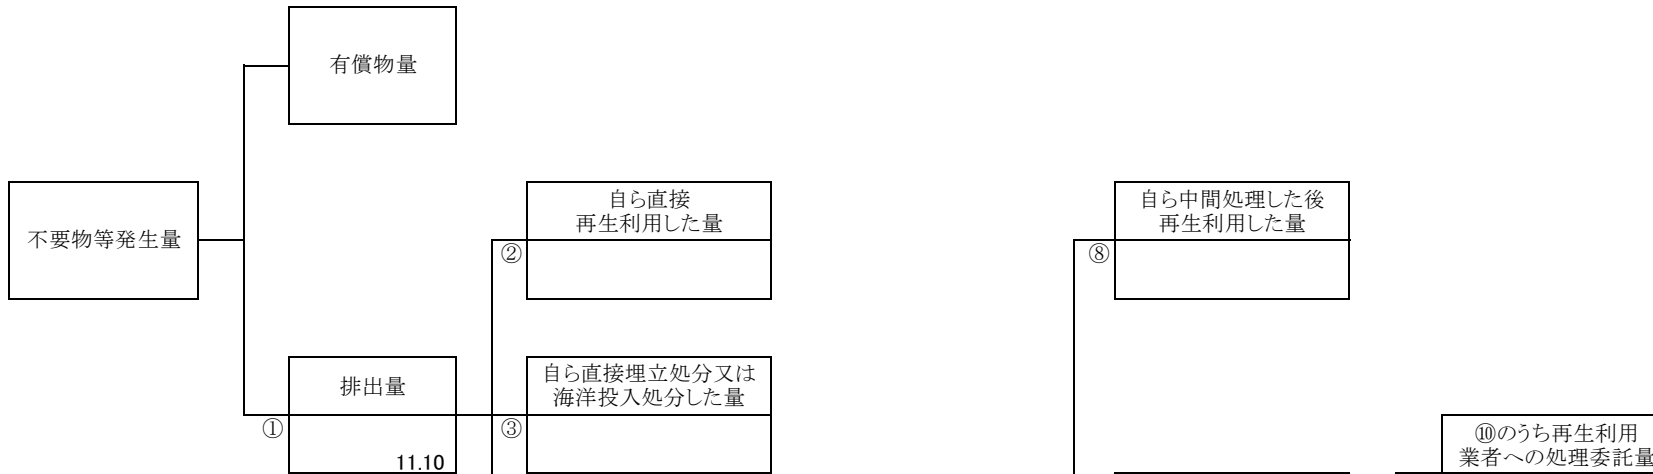 有償物量
不要物等発生量
自ら直接
再生利用した量
②
自ら中間処理した後
再生利用した量
⑧
排出量
①
11.10
自ら直接埋立処分又は
海洋投入処分した量
③
⑩のうち再生利用
業者への処理委託量